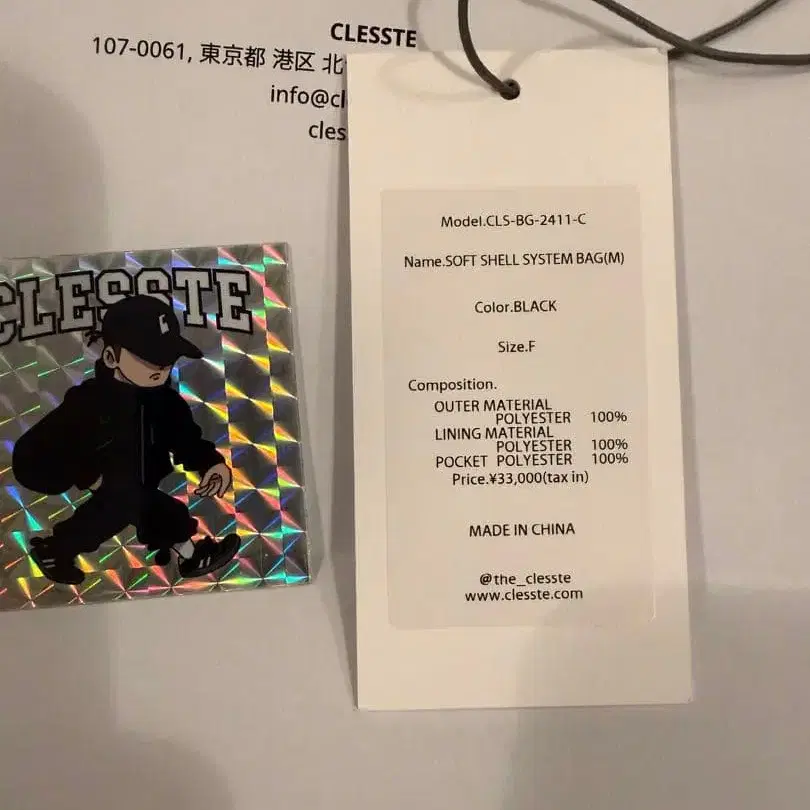 CLESSTE
107-0061, 東京都 港区 北
info@cl
cles
CLESSTE
Model.CLS-BG-2411-C
Name.SOFT SHELL SYSTEM BAG(M)
Color.BLACK
Size.F
Composition.
OUTER MATERIAL
POLYESTER 100%
LINING MATERIAL
POLYESTER 100%
POCKET POLYESTER 100%
Price.¥33,000(tax in)
MADE IN CHINA
@the_clesste
www.clesste.com